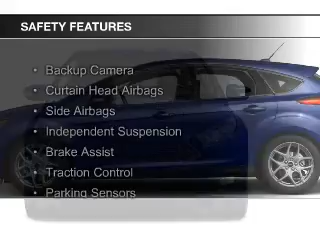 SAFETY FEATURES
• Backup Camera
• Curtain Head Airbags
• Side Airbags
• Independent Suspension
• Brake Assist
• Traction Control
• Parking Sensors